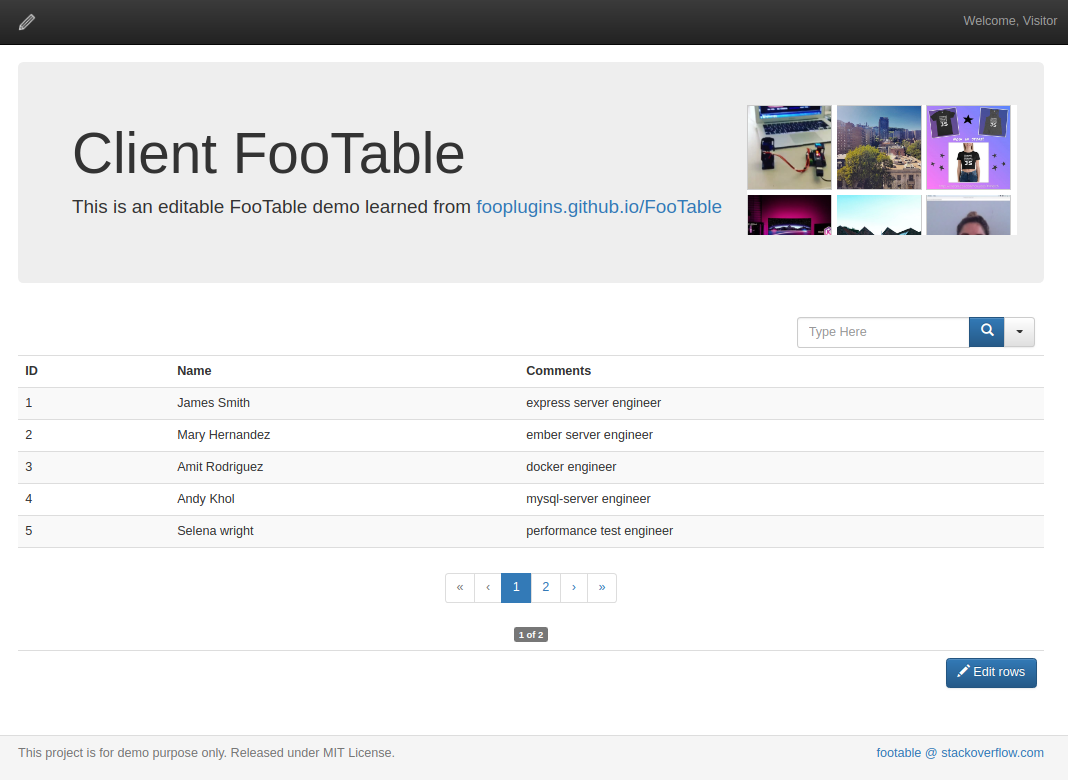 Welcome, Visitor
Client FooTable
This is an editable FooTable demo learned from fooplugins.github.io/FooTable
Type Here
ID Name Comments
1 James Smith express server engineer
2 Mary Hernandez ember server engineer
3 Amit Rodriguez docker engineer
4 Andy Khol mysql-server engineer
5 Selena wright performance test engineer
« ‹ 1 2 › »
1 of 2
Edit rows
This project is for demo purpose only. Released under MIT License. footable @ stackoverflow.com